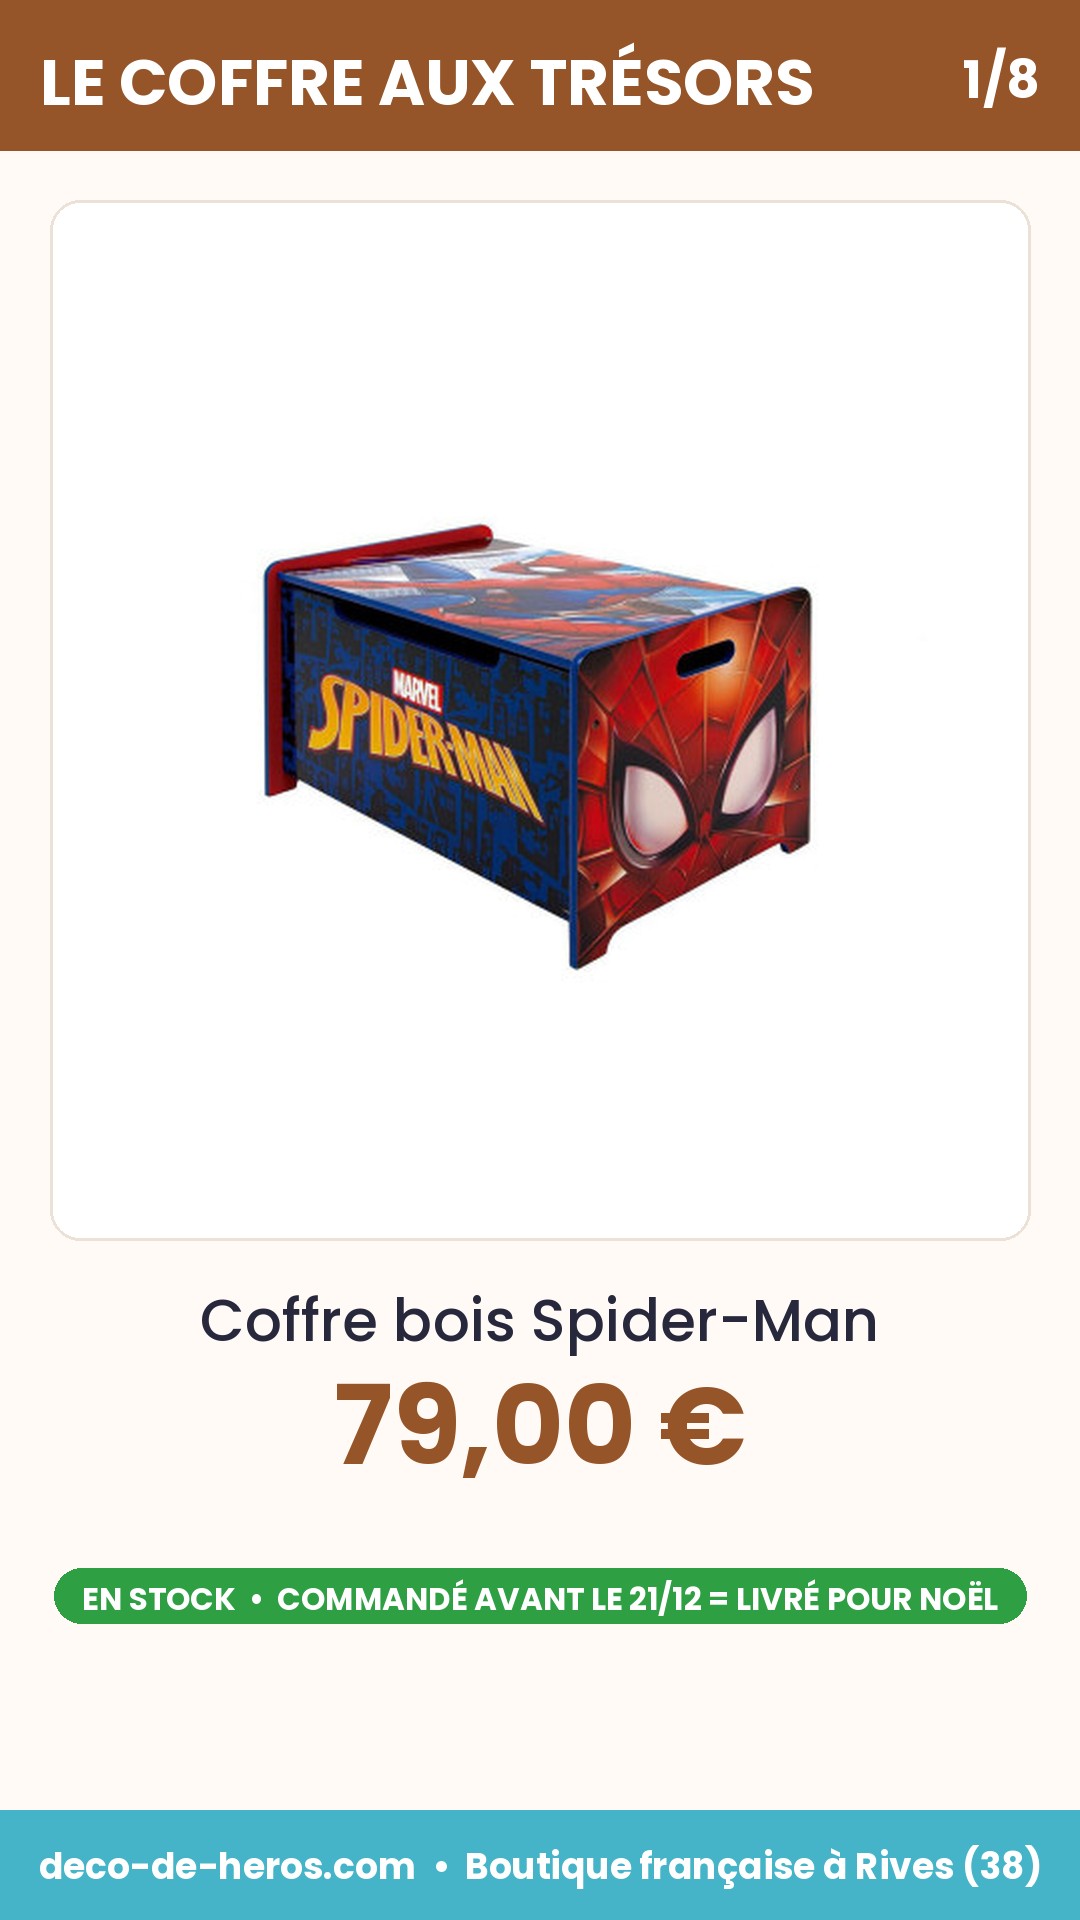 LE COFFRE AUX TRÉSORS
1/8
MARVEL
SPIDER-MAN
Coffre bois Spider-Man
79,00 €
EN STOCK • COMMANDÉ AVANT LE 21/12 = LIVRÉ POUR NOËL
deco-de-heros.com • Boutique française à Rives (38)